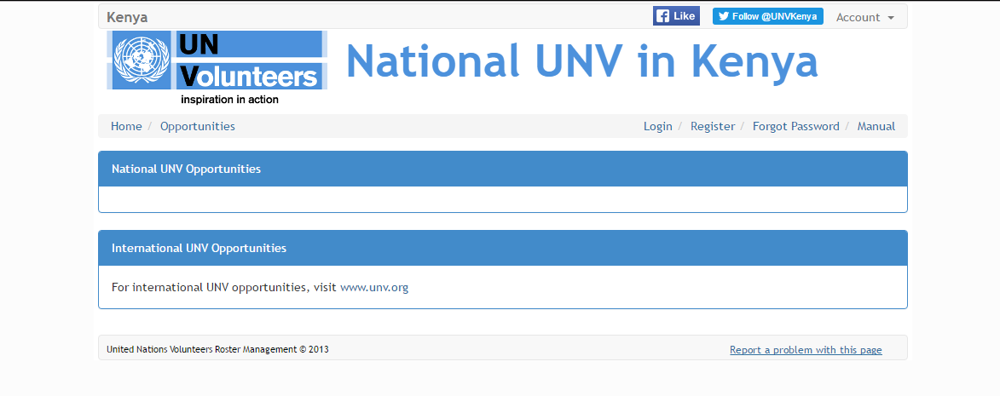 Kenya
Like
Follow @UNVKenya
Account
UN
Volunteers
inspiration in action
National UNV in Kenya
Home / Opportunities
Login / Register / Forgot Password / Manual
National UNV Opportunities
International UNV Opportunities
For international UNV opportunities, visit www.unv.org
United Nations Volunteers Roster Management © 2013
Report a problem with this page